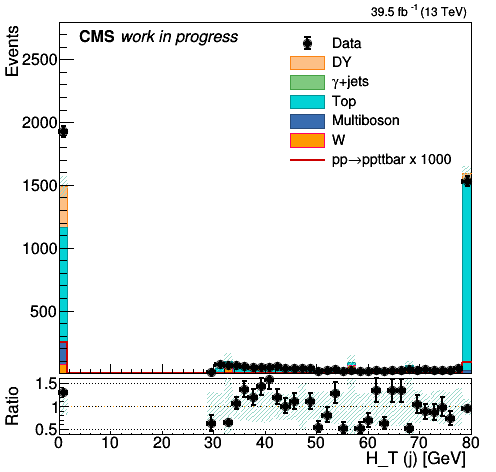 39.5 fb⁻¹ (13 TeV)
CMS work in progress
Events
2500
2000
1500
1000
500
Data
DY
γ+jets
Top
Multiboson
W
pp→ppttbar x 1000
Ratio
1.5
1
0.5
0 10 20 30 40 50 60 70 80
H_T (j) [GeV]